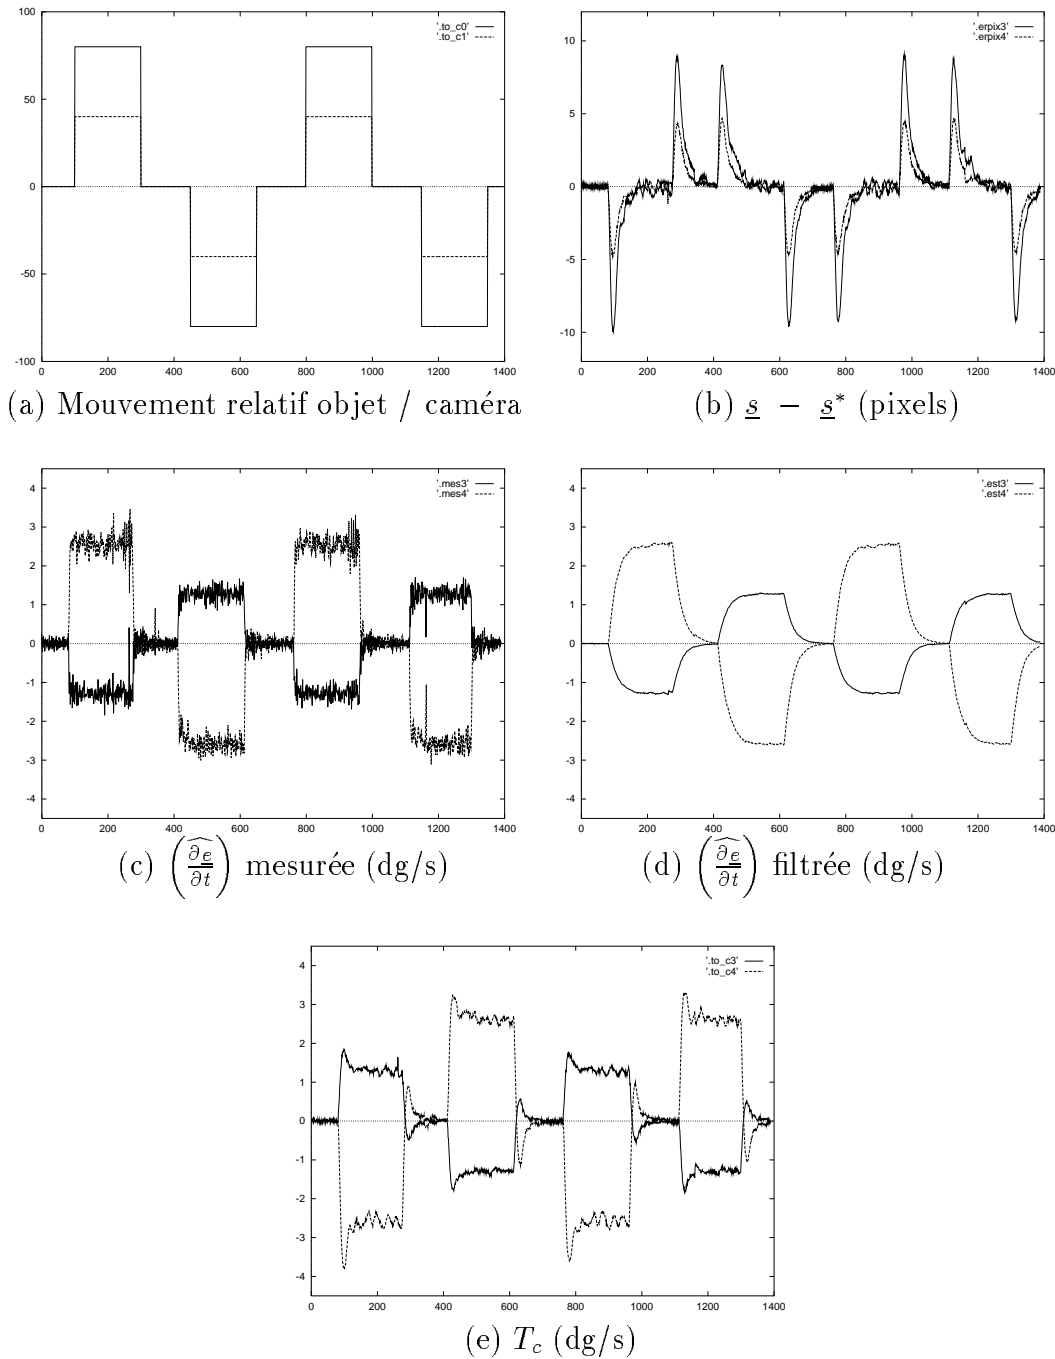 '.to_c0'
'.to_c1'
100
50
0
-50
-100
0 200 400 600 800 1000 1200 1400
(a) Mouvement relatif objet / caméra
'.erpix3'
'.erpix4'
10
5
0
-5
-10
0 200 400 600 800 1000 1200 1400
(b) s − s* (pixels)
'.mes3'
'.mes4'
4
3
2
1
0
-1
-2
-3
-4
0 200 400 600 800 1000 1200 1400
(c) (∂e/∂t)^ mesurée (dg/s)
'.est3'
'.est4'
4
3
2
1
0
-1
-2
-3
-4
0 200 400 600 800 1000 1200 1400
(d) (∂e/∂t)^ filtrée (dg/s)
'.to_c3'
'.to_c4'
4
3
2
1
0
-1
-2
-3
-4
0 200 400 600 800 1000 1200 1400
(e) T_c (dg/s)